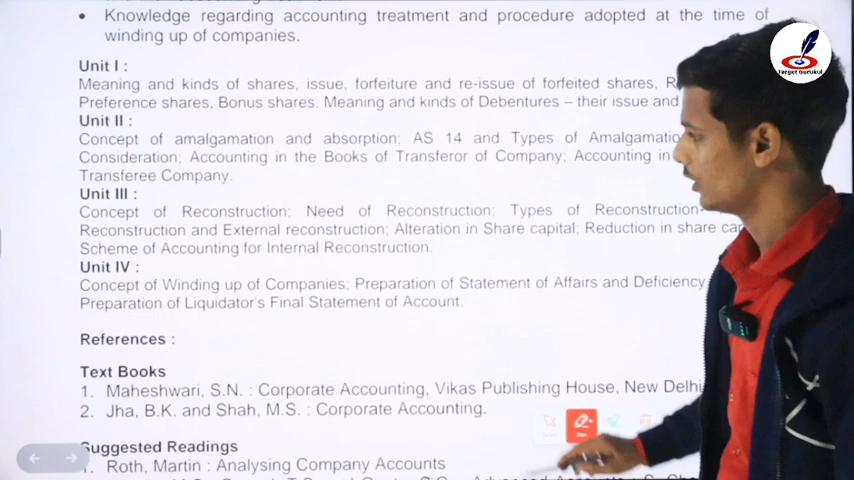 • Knowledge regarding accounting treatment and procedure adopted at the time of
winding up of companies.
Target Gurukul
Unit I :
Meaning and kinds of shares, issue, forfeiture and re-issue of forfeited shares,
Preference shares, Bonus shares. Meaning and kinds of Debentures – their issue and
Unit II :
Concept of amalgamation and absorption; AS 14 and Types of
Consideration; Accounting in the Books of Transferor of Company; Accounting in
Transferee Company.
Unit III :
Concept of Reconstruction; Need of Reconstruction; Types of Reconstruction-
Reconstruction and External reconstruction; Alteration in Share capital; Reduction in share
Scheme of Accounting for Internal Reconstruction.
Unit IV :
Concept of Winding up of Companies; Preparation of Statement of Affairs and Deficiency
Preparation of Liquidator's Final Statement of Account.
References :
Text Books
1. Maheshwari, S.N. : Corporate Accounting, Vikas Publishing House, New Delhi
2. Jha, B.K. and Shah, M.S. : Corporate Accounting.
Pen
Suggested Readings
1. Roth, Martin : Analysing Company Accounts